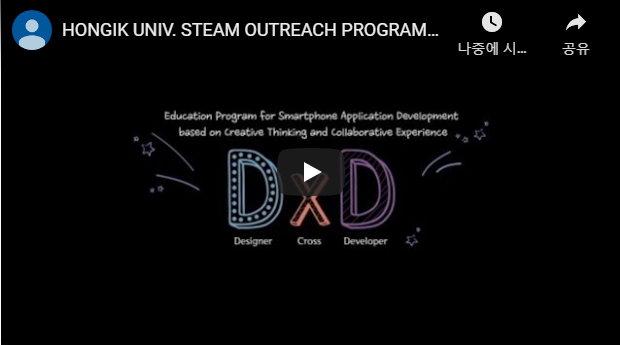 HONGIK UNIV. STEAM OUTREACH PROGRAM…
나중에 시…
공유
Education Program for Smartphone Application Development
based on Creative Thinking and Collaborative Experience
DXD
Designer Cross Developer